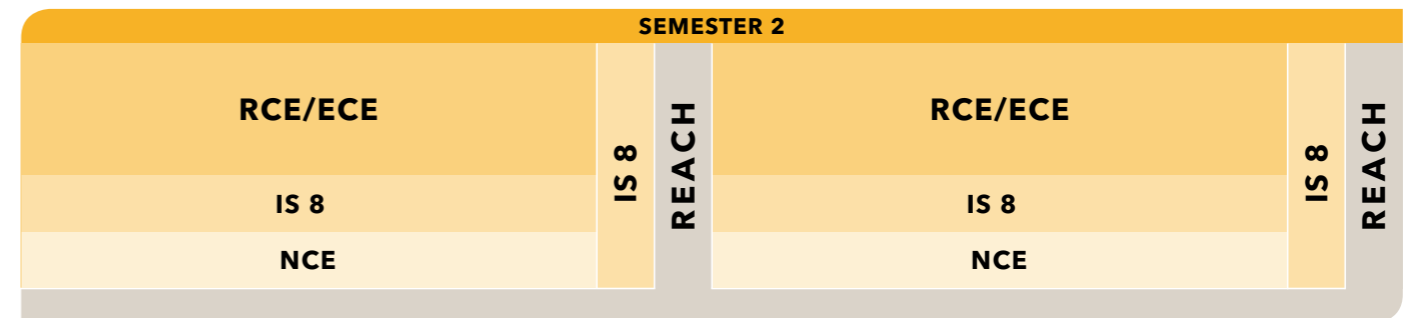 SEMESTER 2
RCE/ECE
IS 8
NCE
IS 8
REACH
RCE/ECE
IS 8
NCE
IS 8
REACH